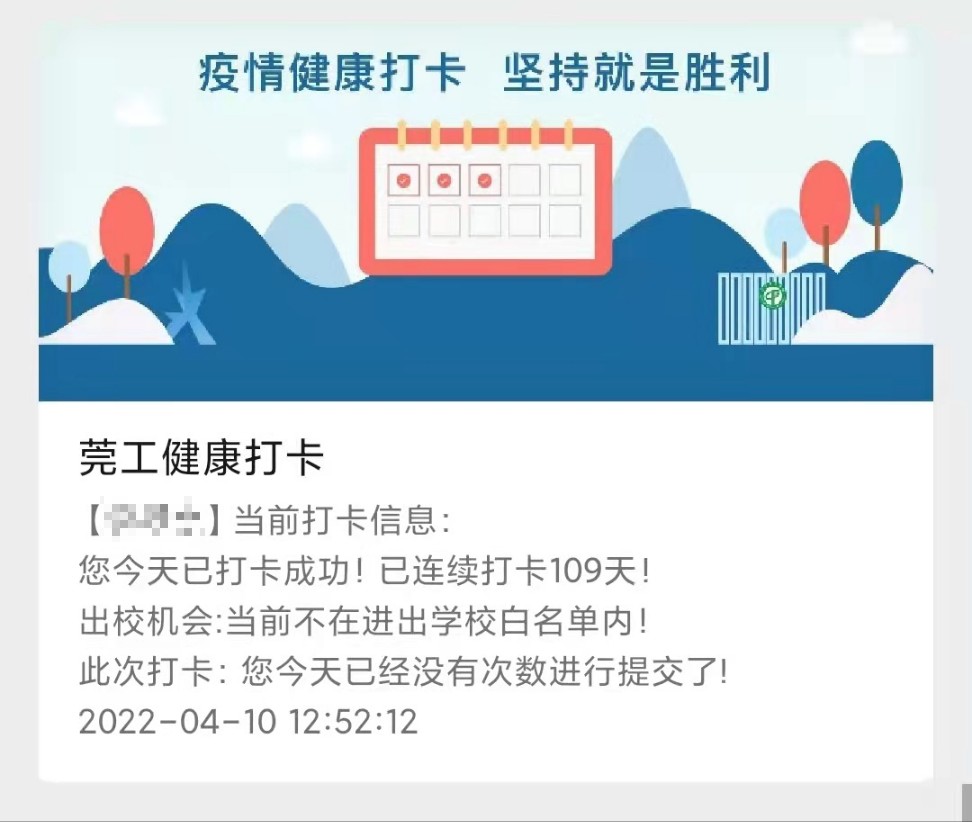 疫情健康打卡 坚持就是胜利
莞工健康打卡
【】当前打卡信息：
您今天已打卡成功！已连续打卡109天！
出校机会:当前不在进出学校白名单内！
此次打卡：您今天已经没有次数进行提交了!
2022-04-10 12:52:12